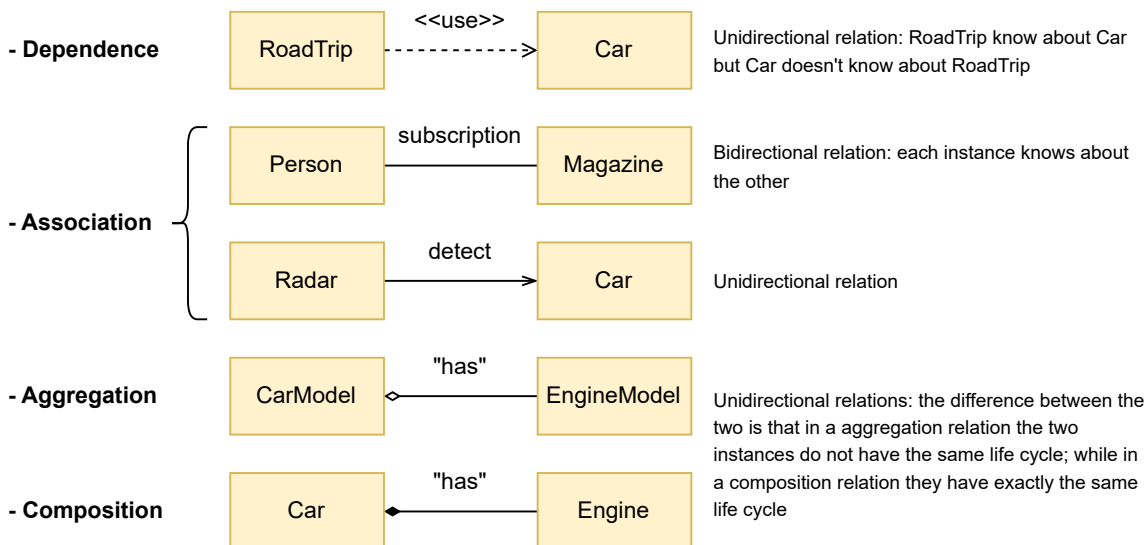 <<use>>
- Dependence
RoadTrip
Car
Unidirectional relation: RoadTrip know about Car
but Car doesn't know about RoadTrip
subscription
Person
Magazine
Bidirectional relation: each instance knows about
the other
- Association
detect
Radar
Car
Unidirectional relation
"has"
- Aggregation
CarModel
EngineModel
Unidirectional relations: the difference between the
two is that in a aggregation relation the two
instances do not have the same life cycle; while in
a composition relation they have exactly the same
life cycle
"has"
- Composition
Car
Engine